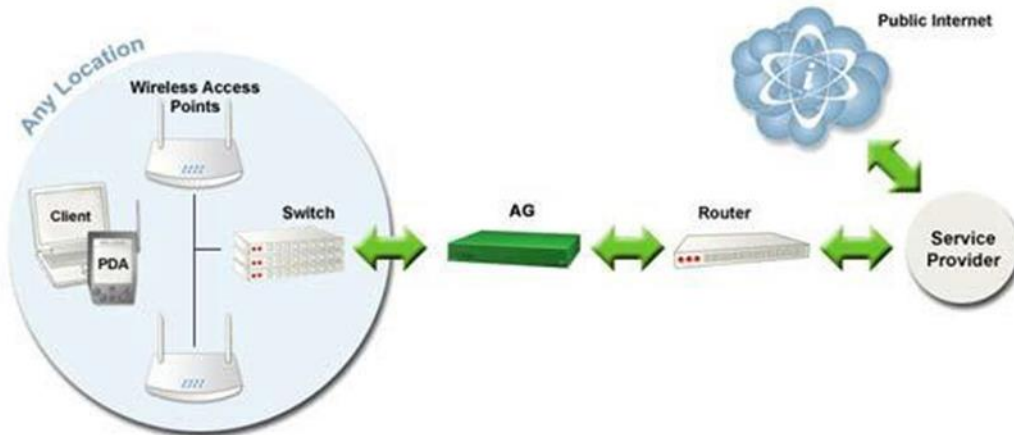 Any Location
Wireless Access
Points
Client
PDA
Switch
AG
Router
Service
Provider
Public Internet
i